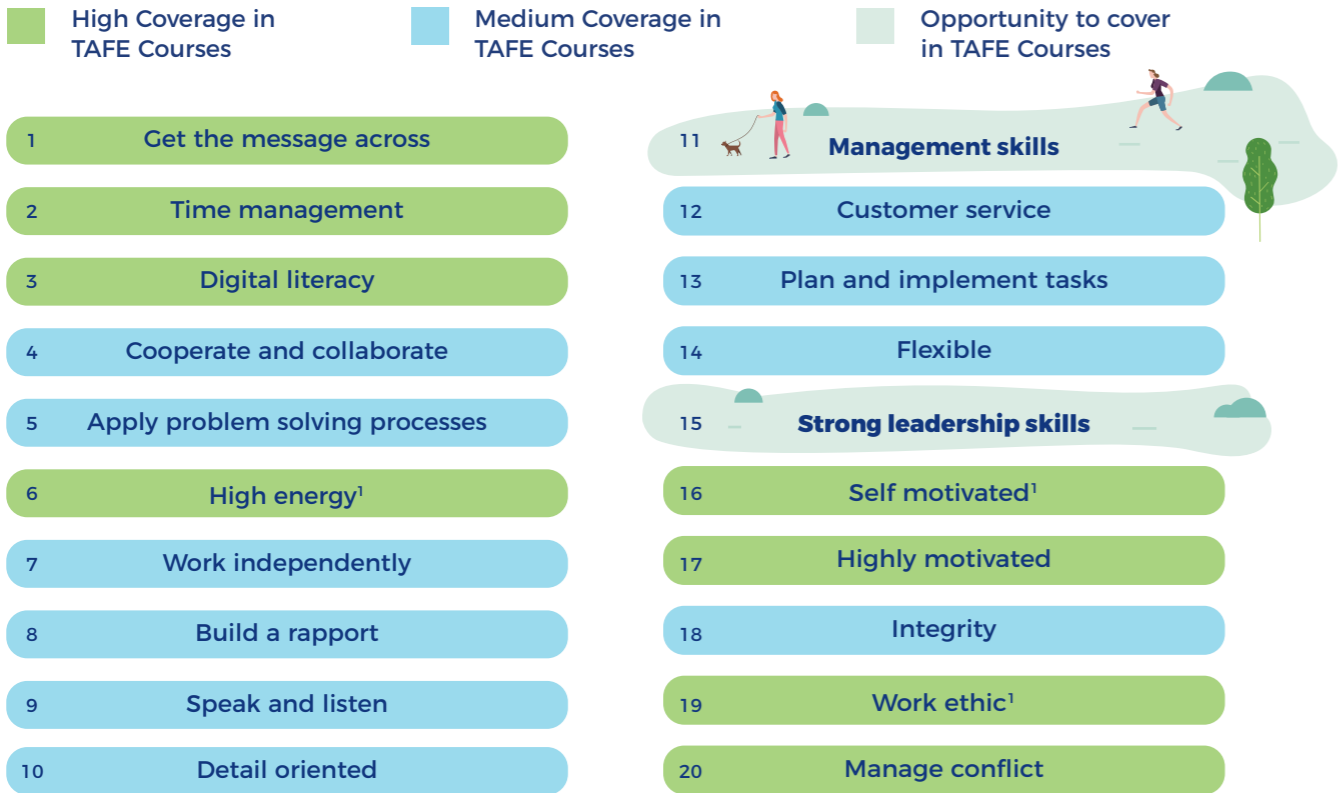 High Coverage in
TAFE Courses
Medium Coverage in
TAFE Courses
Opportunity to cover
in TAFE Courses
1 Get the message across
2 Time management
3 Digital literacy
4 Cooperate and collaborate
5 Apply problem solving processes
6 High energy¹
7 Work independently
8 Build a rapport
9 Speak and listen
10 Detail oriented
11 Management skills
12 Customer service
13 Plan and implement tasks
14 Flexible
15 Strong leadership skills
16 Self motivated¹
17 Highly motivated
18 Integrity
19 Work ethic¹
20 Manage conflict